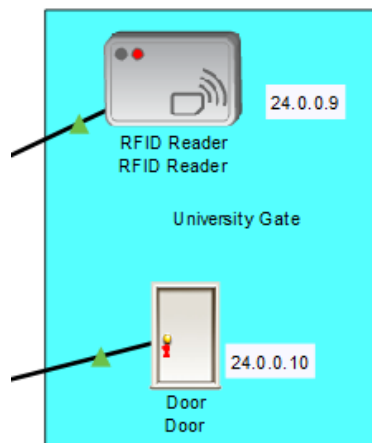 24.0.0.9
RFID Reader
RFID Reader
University Gate
24.0.0.10
Door
Door